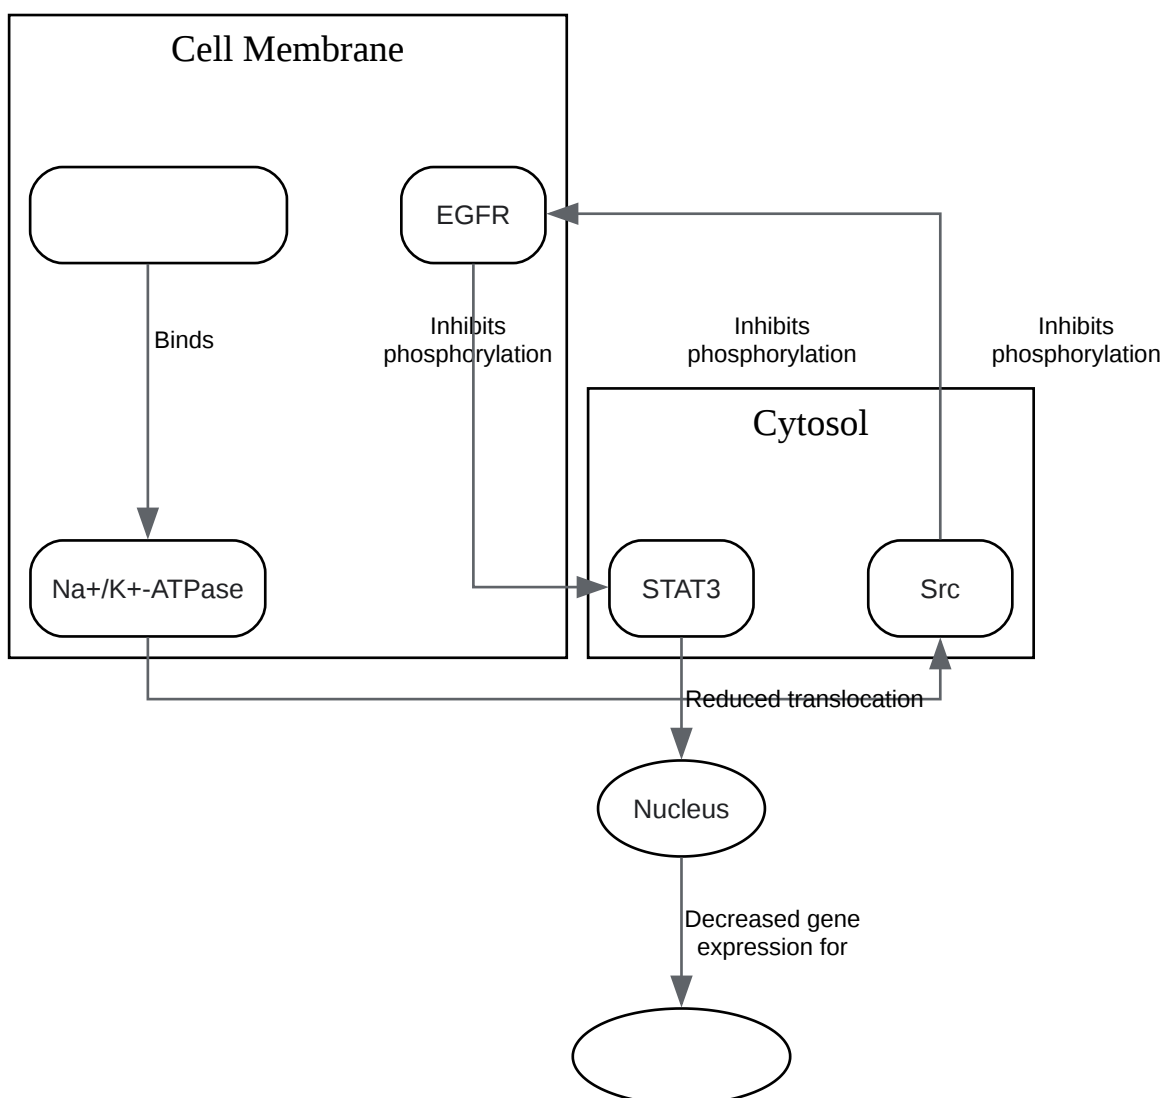 Cell Membrane
EGFR
Binds
Inhibits
phosphorylation
Inhibits
phosphorylation
Inhibits
phosphorylation
Cytosol
Na+/K+-ATPase
STAT3
Src
Reduced translocation
Nucleus
Decreased gene
expression for